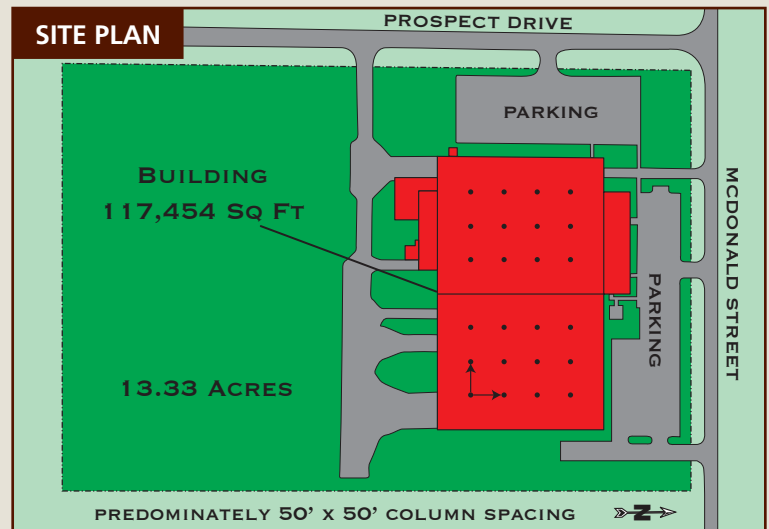 SITE PLAN
PROSPECT DRIVE
PARKING
BUILDING
117,454 SQ FT
MCDONALD STREET
PARKING
13.33 ACRES
PREDOMINATELY 50' X 50' COLUMN SPACING
N